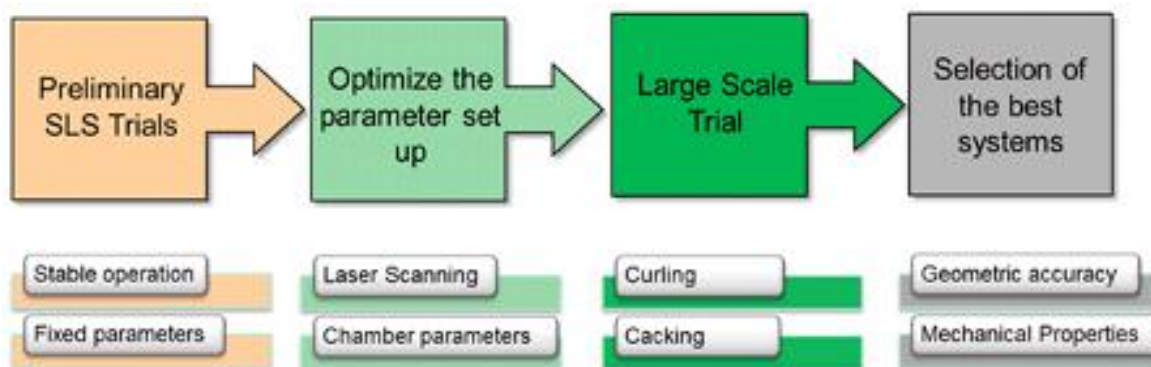 Preliminary
SLS Trials
Optimize the
parameter set
up
Large Scale
Trial
Selection of
the best
systems
Stable operation
Laser Scanning
Curling
Geometric accuracy
Fixed parameters
Chamber parameters
Cacking
Mechanical Properties